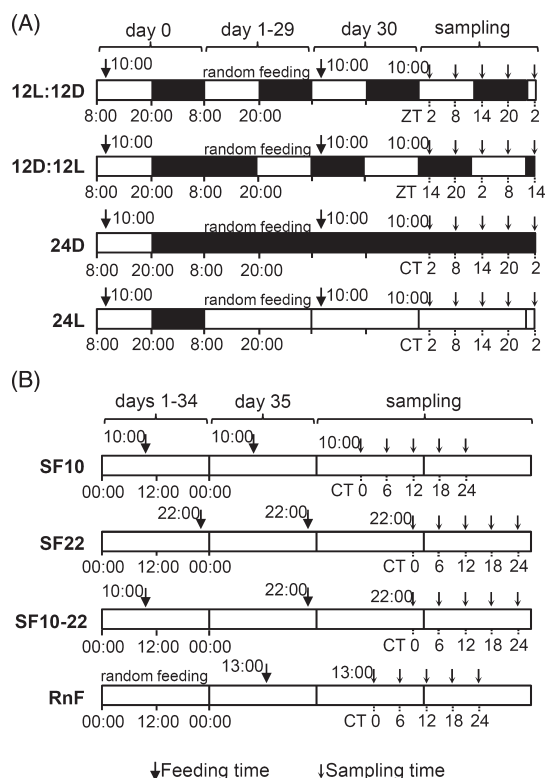 (A)
day 0 day 1-29 day 30 sampling
10:00 random feeding 10:00 10:00
12L:12D
8:00 20:00 8:00 20:00 ZT 2 8 14 20 2
10:00 random feeding 10:00 10:00
12D:12L
8:00 20:00 8:00 20:00 ZT 14 20 2 8 14
10:00 random feeding 10:00 10:00
24D
8:00 20:00 8:00 20:00 CT 2 8 14 20 2
10:00 random feeding 10:00 10:00
24L
8:00 20:00 8:00 20:00 CT 2 8 14 20 2
(B)
days 1-34 day 35 sampling
10:00 10:00 10:00
SF10
00:00 12:00 00:00 CT 0 6 12 18 24
22:00 22:00 22:00
SF22
00:00 12:00 00:00 CT 0 6 12 18 24
10:00 22:00 22:00
SF10-22
00:00 12:00 00:00 CT 0 6 12 18 24
random feeding 13:00 13:00
RnF
00:00 12:00 00:00 CT 0 6 12 18 24
Feeding time Sampling time